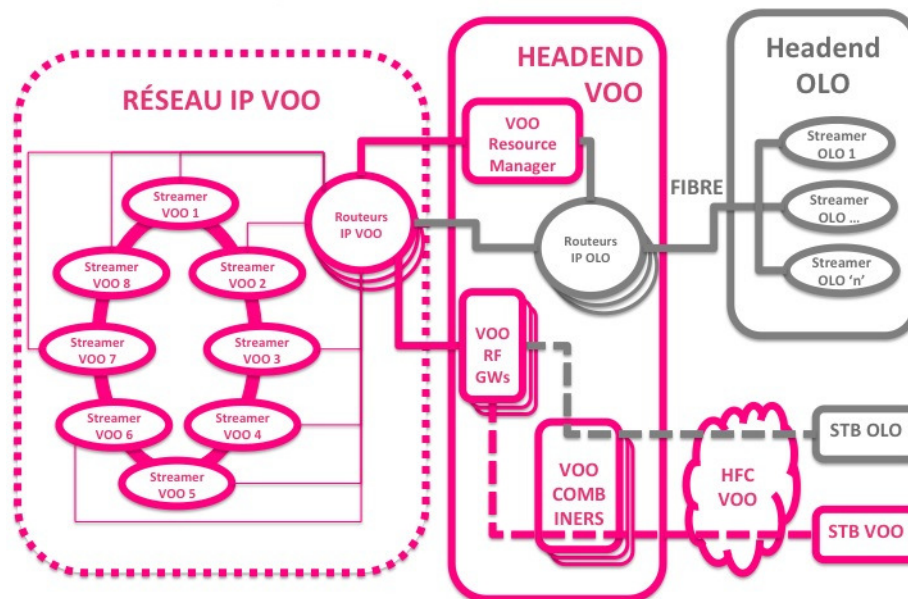 RÉSEAU IP VOO
HEADEND
VOO
Headend
OLO
VOO
Resource
Manager
Streamer
OLO 1
Streamer
OLO ...
Streamer
OLO ‘n’
FIBRE
Routeurs
IP VOO
Routeurs
IP OLO
Streamer
VOO 1
Streamer
VOO 8
Streamer
VOO 2
Streamer
VOO 7
Streamer
VOO 3
Streamer
VOO 6
Streamer
VOO 4
Streamer
VOO 5
VOO
RF
GWs
VOO
COMB
INERS
HFC
VOO
STB OLO
STB VOO